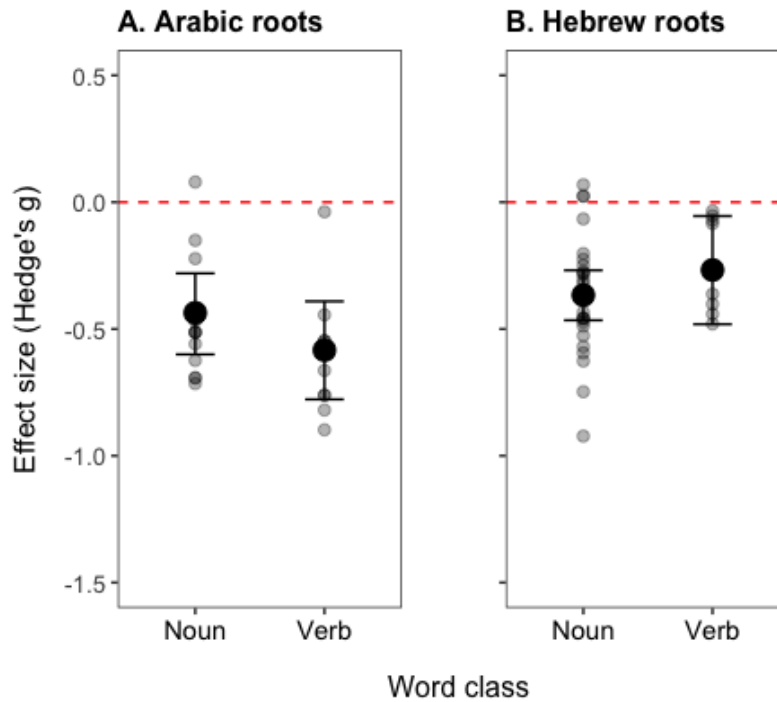 A. Arabic roots
B. Hebrew roots
Effect size (Hedge's g)
0.5
0.0
-0.5
-1.0
-1.5
Noun
Verb
Noun
Verb
Word class